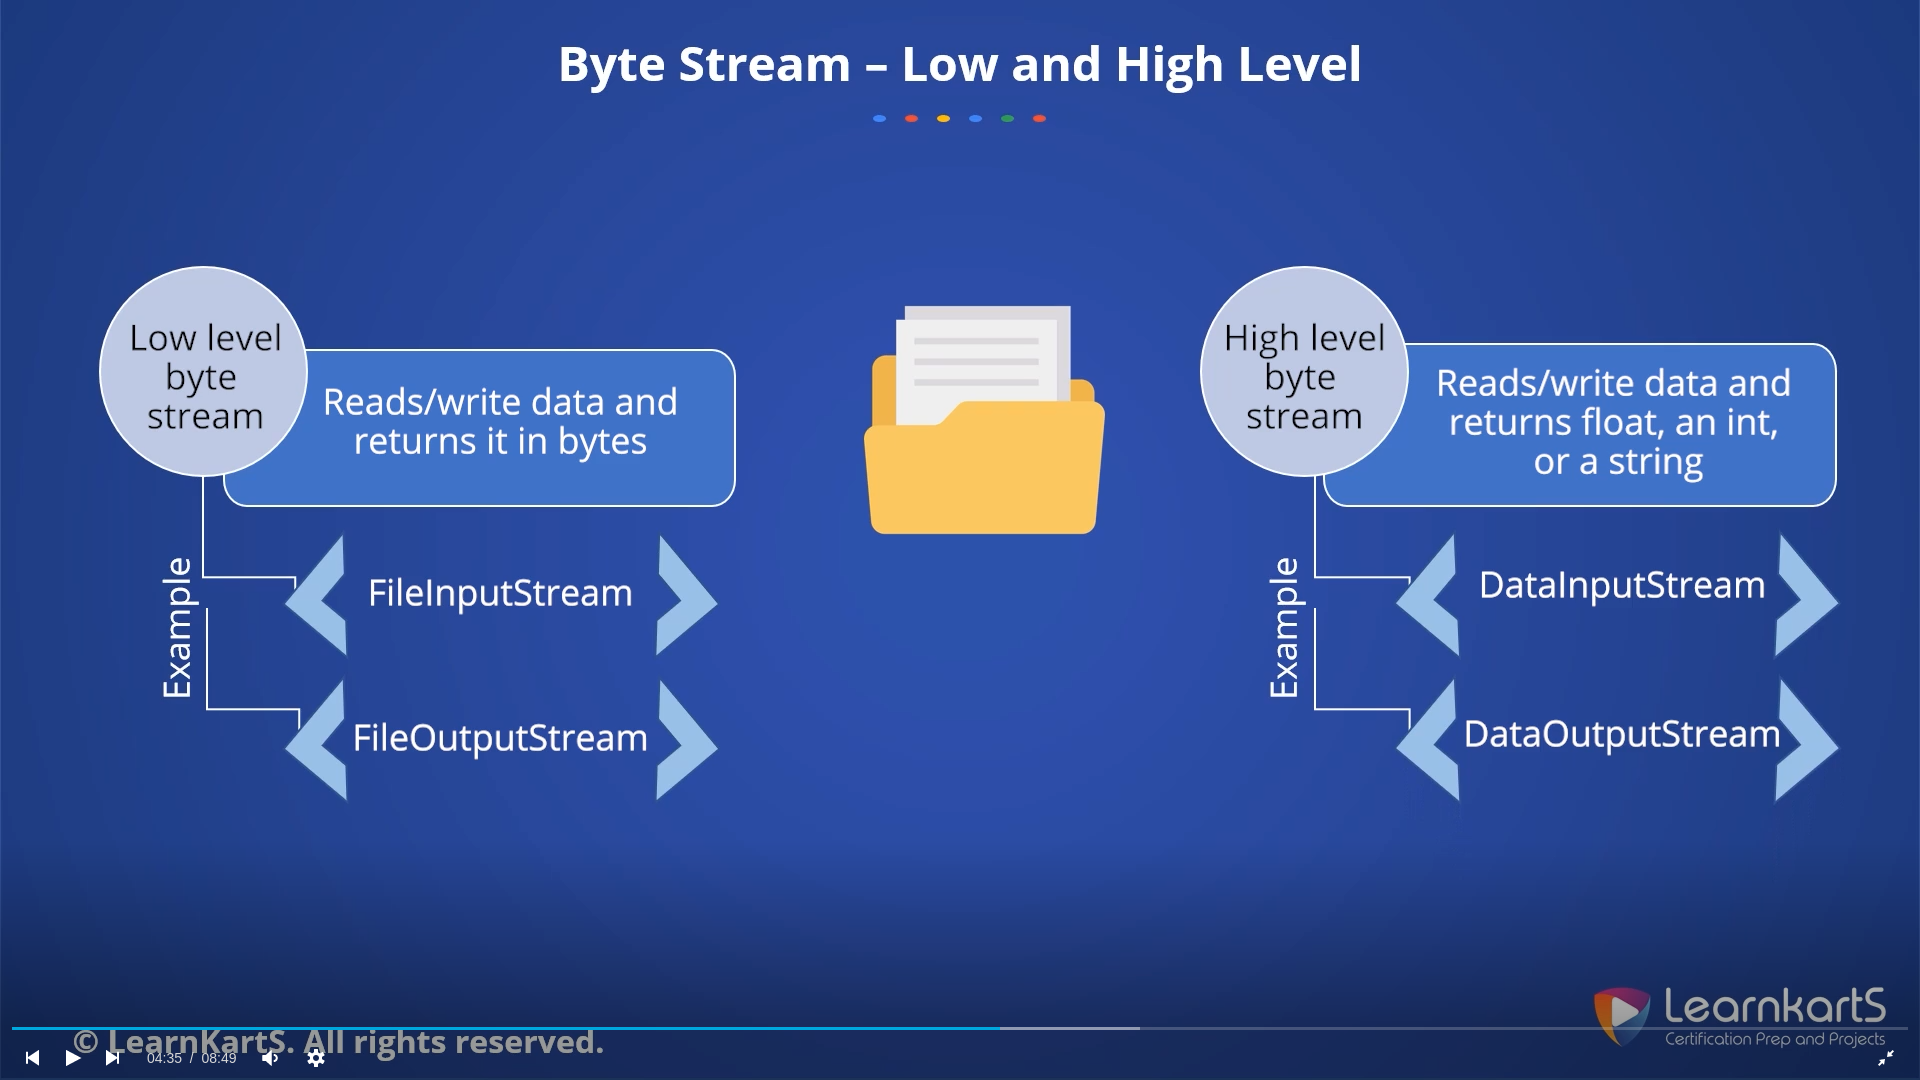 Byte Stream – Low and High Level
Low level
byte
stream
Reads/write data and
returns it in bytes
Example
FileInputStream
FileOutputStream
High level
byte
stream
Reads/write data and
returns float, an int,
or a string
Example
DataInputStream
DataOutputStream
LearnkartS
Certification Prep and Projects
© LearnKartS. All rights reserved.
04:35 / 08:49